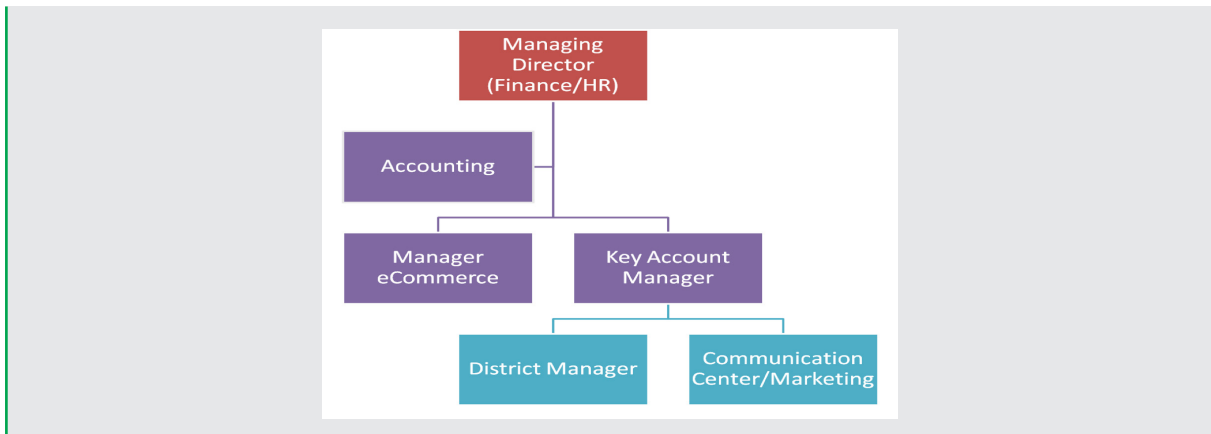 Managing
Director
(Finance/HR)
Accounting
Manager
eCommerce
Key Account
Manager
District Manager
Communication
Center/Marketing